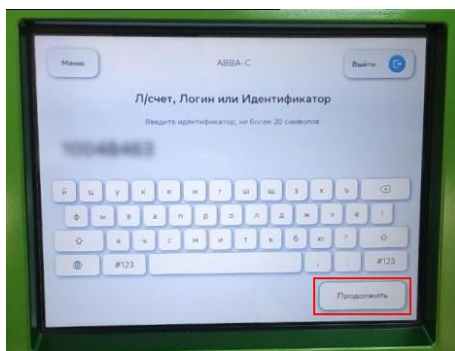 Меню
АВВА-С
Выйти
Л/счет, Логин или Идентификатор
Введите идентификатор, не более 20 символов.
й ц у к е н г ш щ з х ъ
ф ы в а п р о л д ж э ё !
я ч с м и т ь б ю ?
#123 , . #123
Продолжить